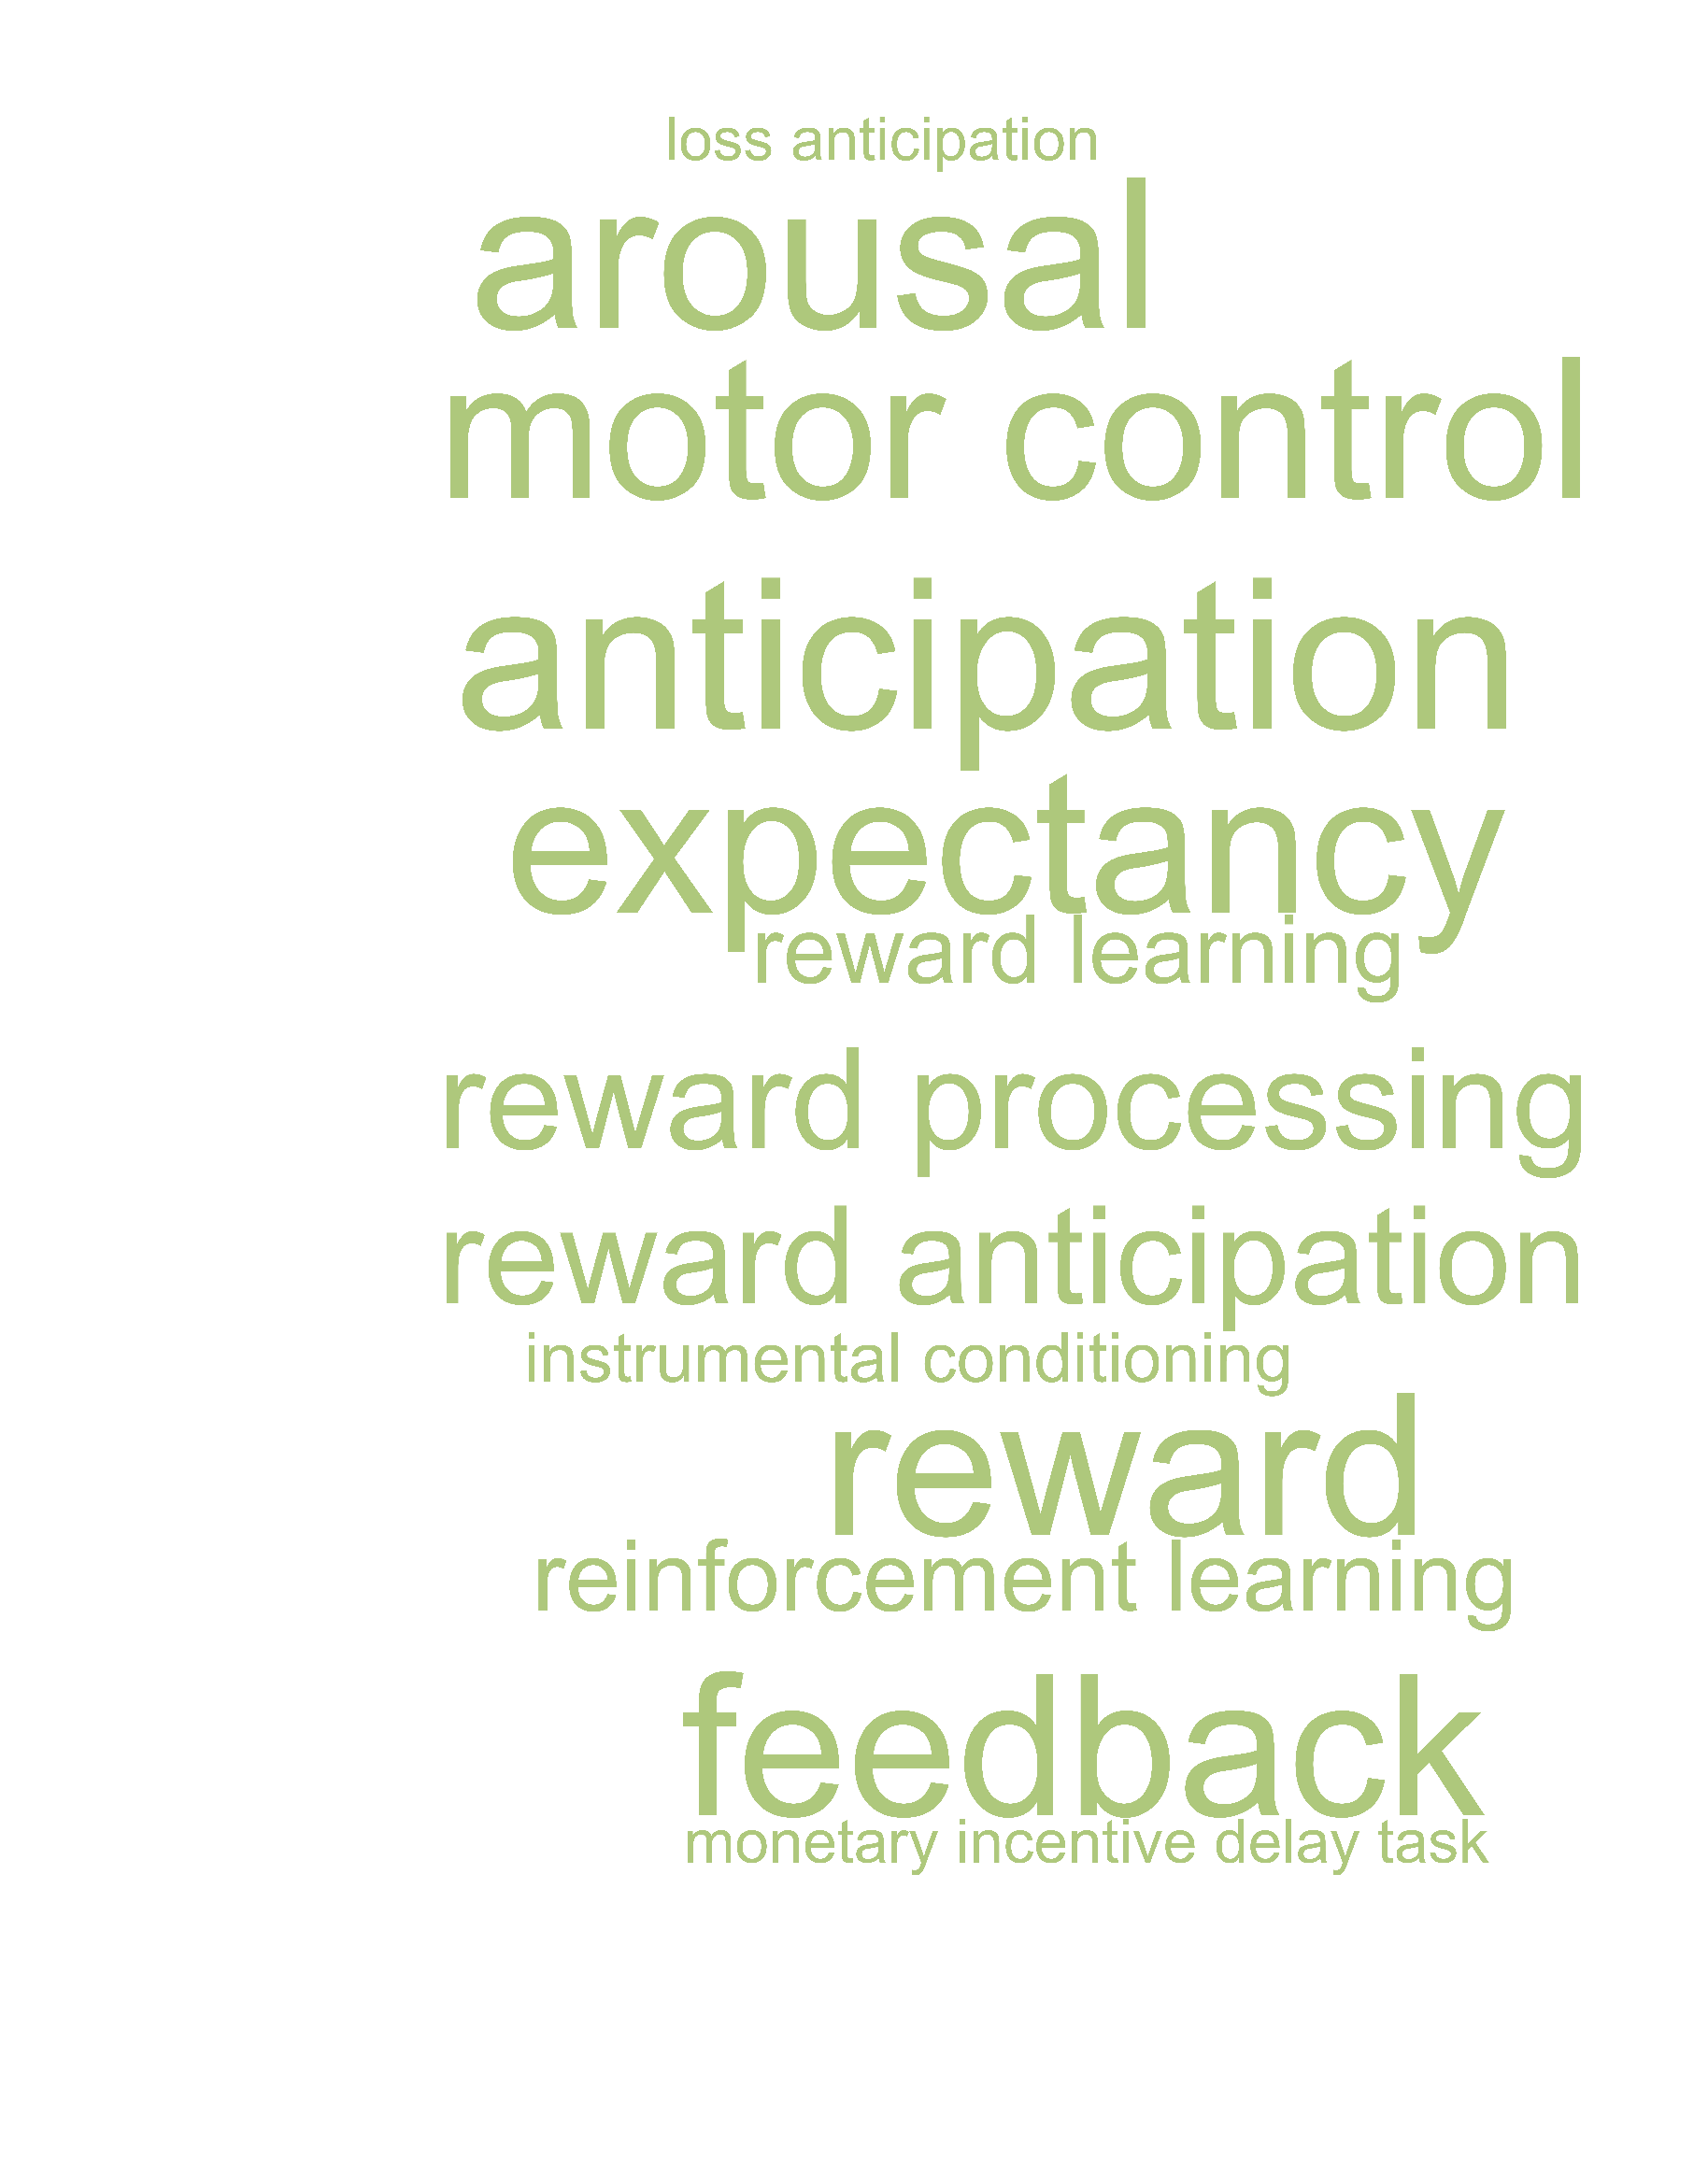 loss anticipation
arousal
motor control
anticipation
expectancy
reward learning
reward processing
reward anticipation
instrumental conditioning
reward
reinforcement learning
feedback
monetary incentive delay task